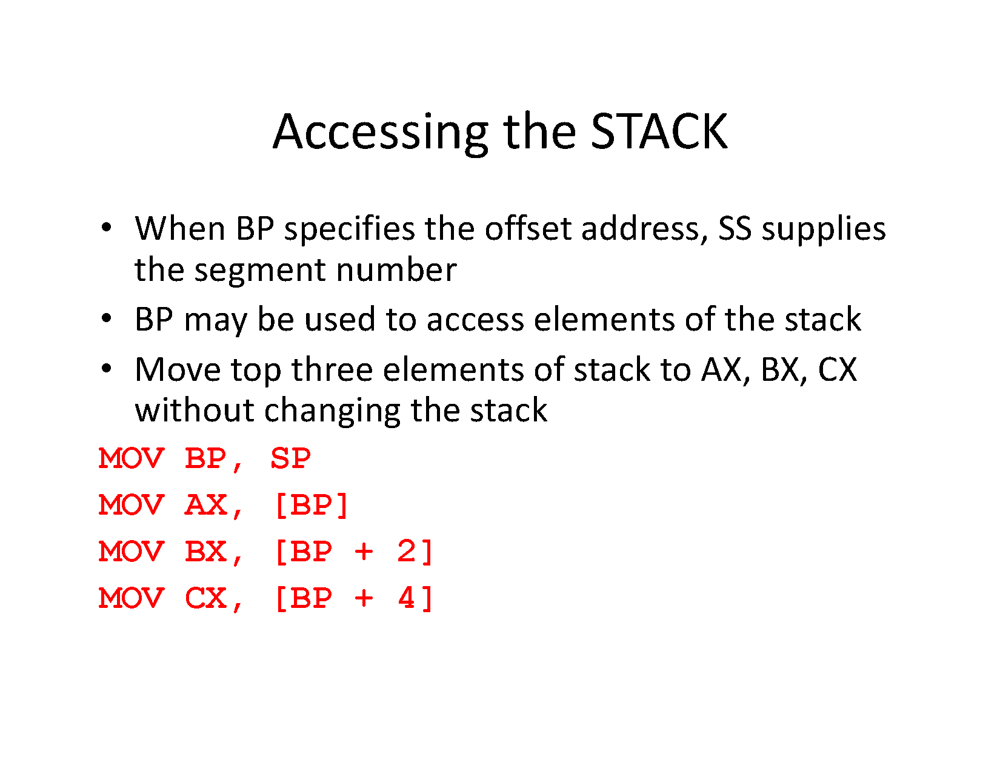 Accessing the STACK
• When BP specifies the offset address, SS supplies
the segment number
• BP may be used to access elements of the stack
• Move top three elements of stack to AX, BX, CX
without changing the stack
MOV BP, SP
MOV AX, [BP]
MOV BX, [BP + 2]
MOV CX, [BP + 4]